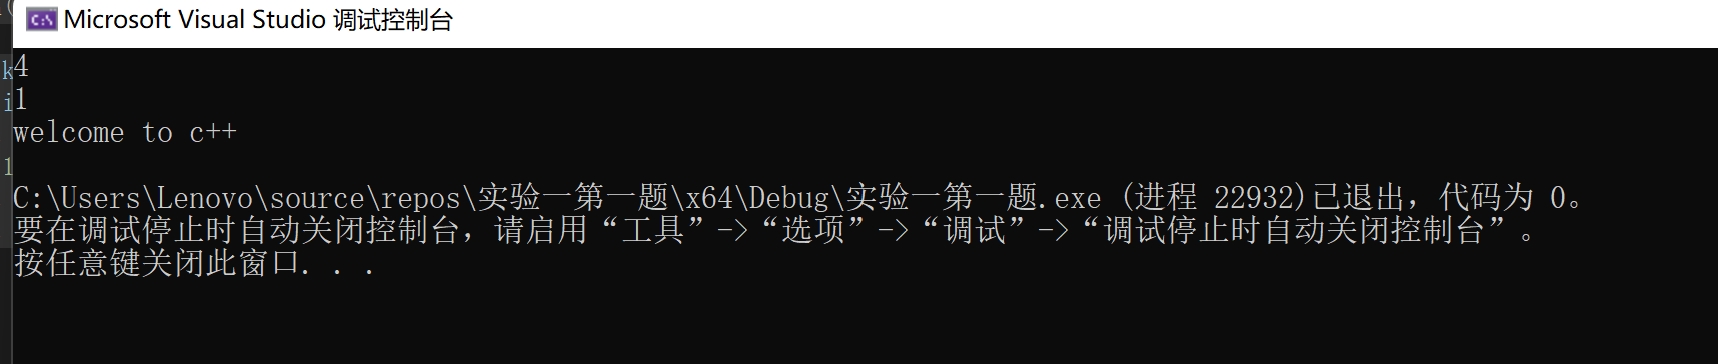 Microsoft Visual Studio 调试控制台
4
1
welcome to c++
C:\Users\Lenovo\source\repos\实验一第一题\x64\Debug\实验一第一题.exe (进程 22932)已退出，代码为 0。
要在调试停止时自动关闭控制台，请启用“工具”->“选项”->“调试”->“调试停止时自动关闭控制台”。
按任意键关闭此窗口. . .